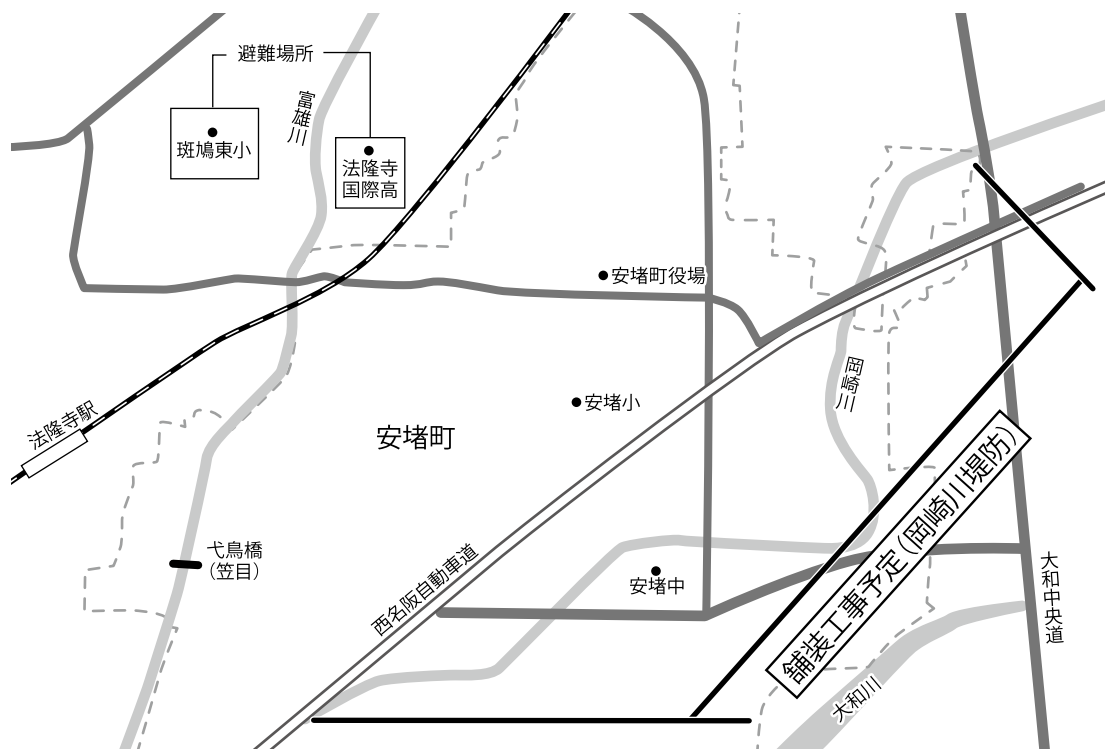 避難場所
富雄川
斑鳩東小
法隆寺
国際高
安堵町役場
岡崎川
安堵小
法隆寺駅
安堵町
舗装工事予定(岡崎川堤防)
弋鳥橋
(笠目)
西名阪自動車道
安堵中
大和中央道
大和川